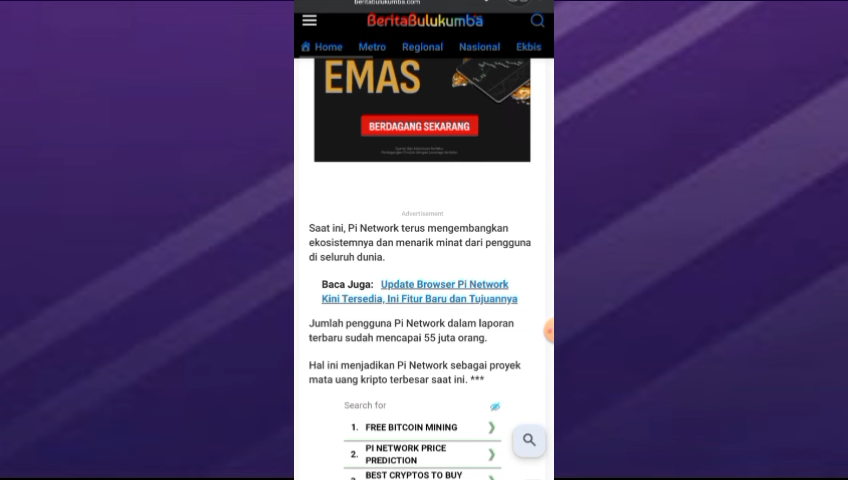 beritabulukumba.com
BeritaBulukumba
Home Metro Regional Nasional Ekbis
EMAS
BERDAGANG SEKARANG
Advertisement
Saat ini, Pi Network terus mengembangkan
ekosistemnya dan menarik minat dari pengguna
di seluruh dunia.
Baca Juga: Update Browser Pi Network
Kini Tersedia, Ini Fitur Baru dan Tujuannya
Jumlah pengguna Pi Network dalam laporan
terbaru sudah mencapai 55 juta orang.
Hal ini menjadikan Pi Network sebagai proyek
mata uang kripto terbesar saat ini. ***
Search for
1. FREE BITCOIN MINING
2. PI NETWORK PRICE
PREDICTION
BEST CRYPTOS TO BUY